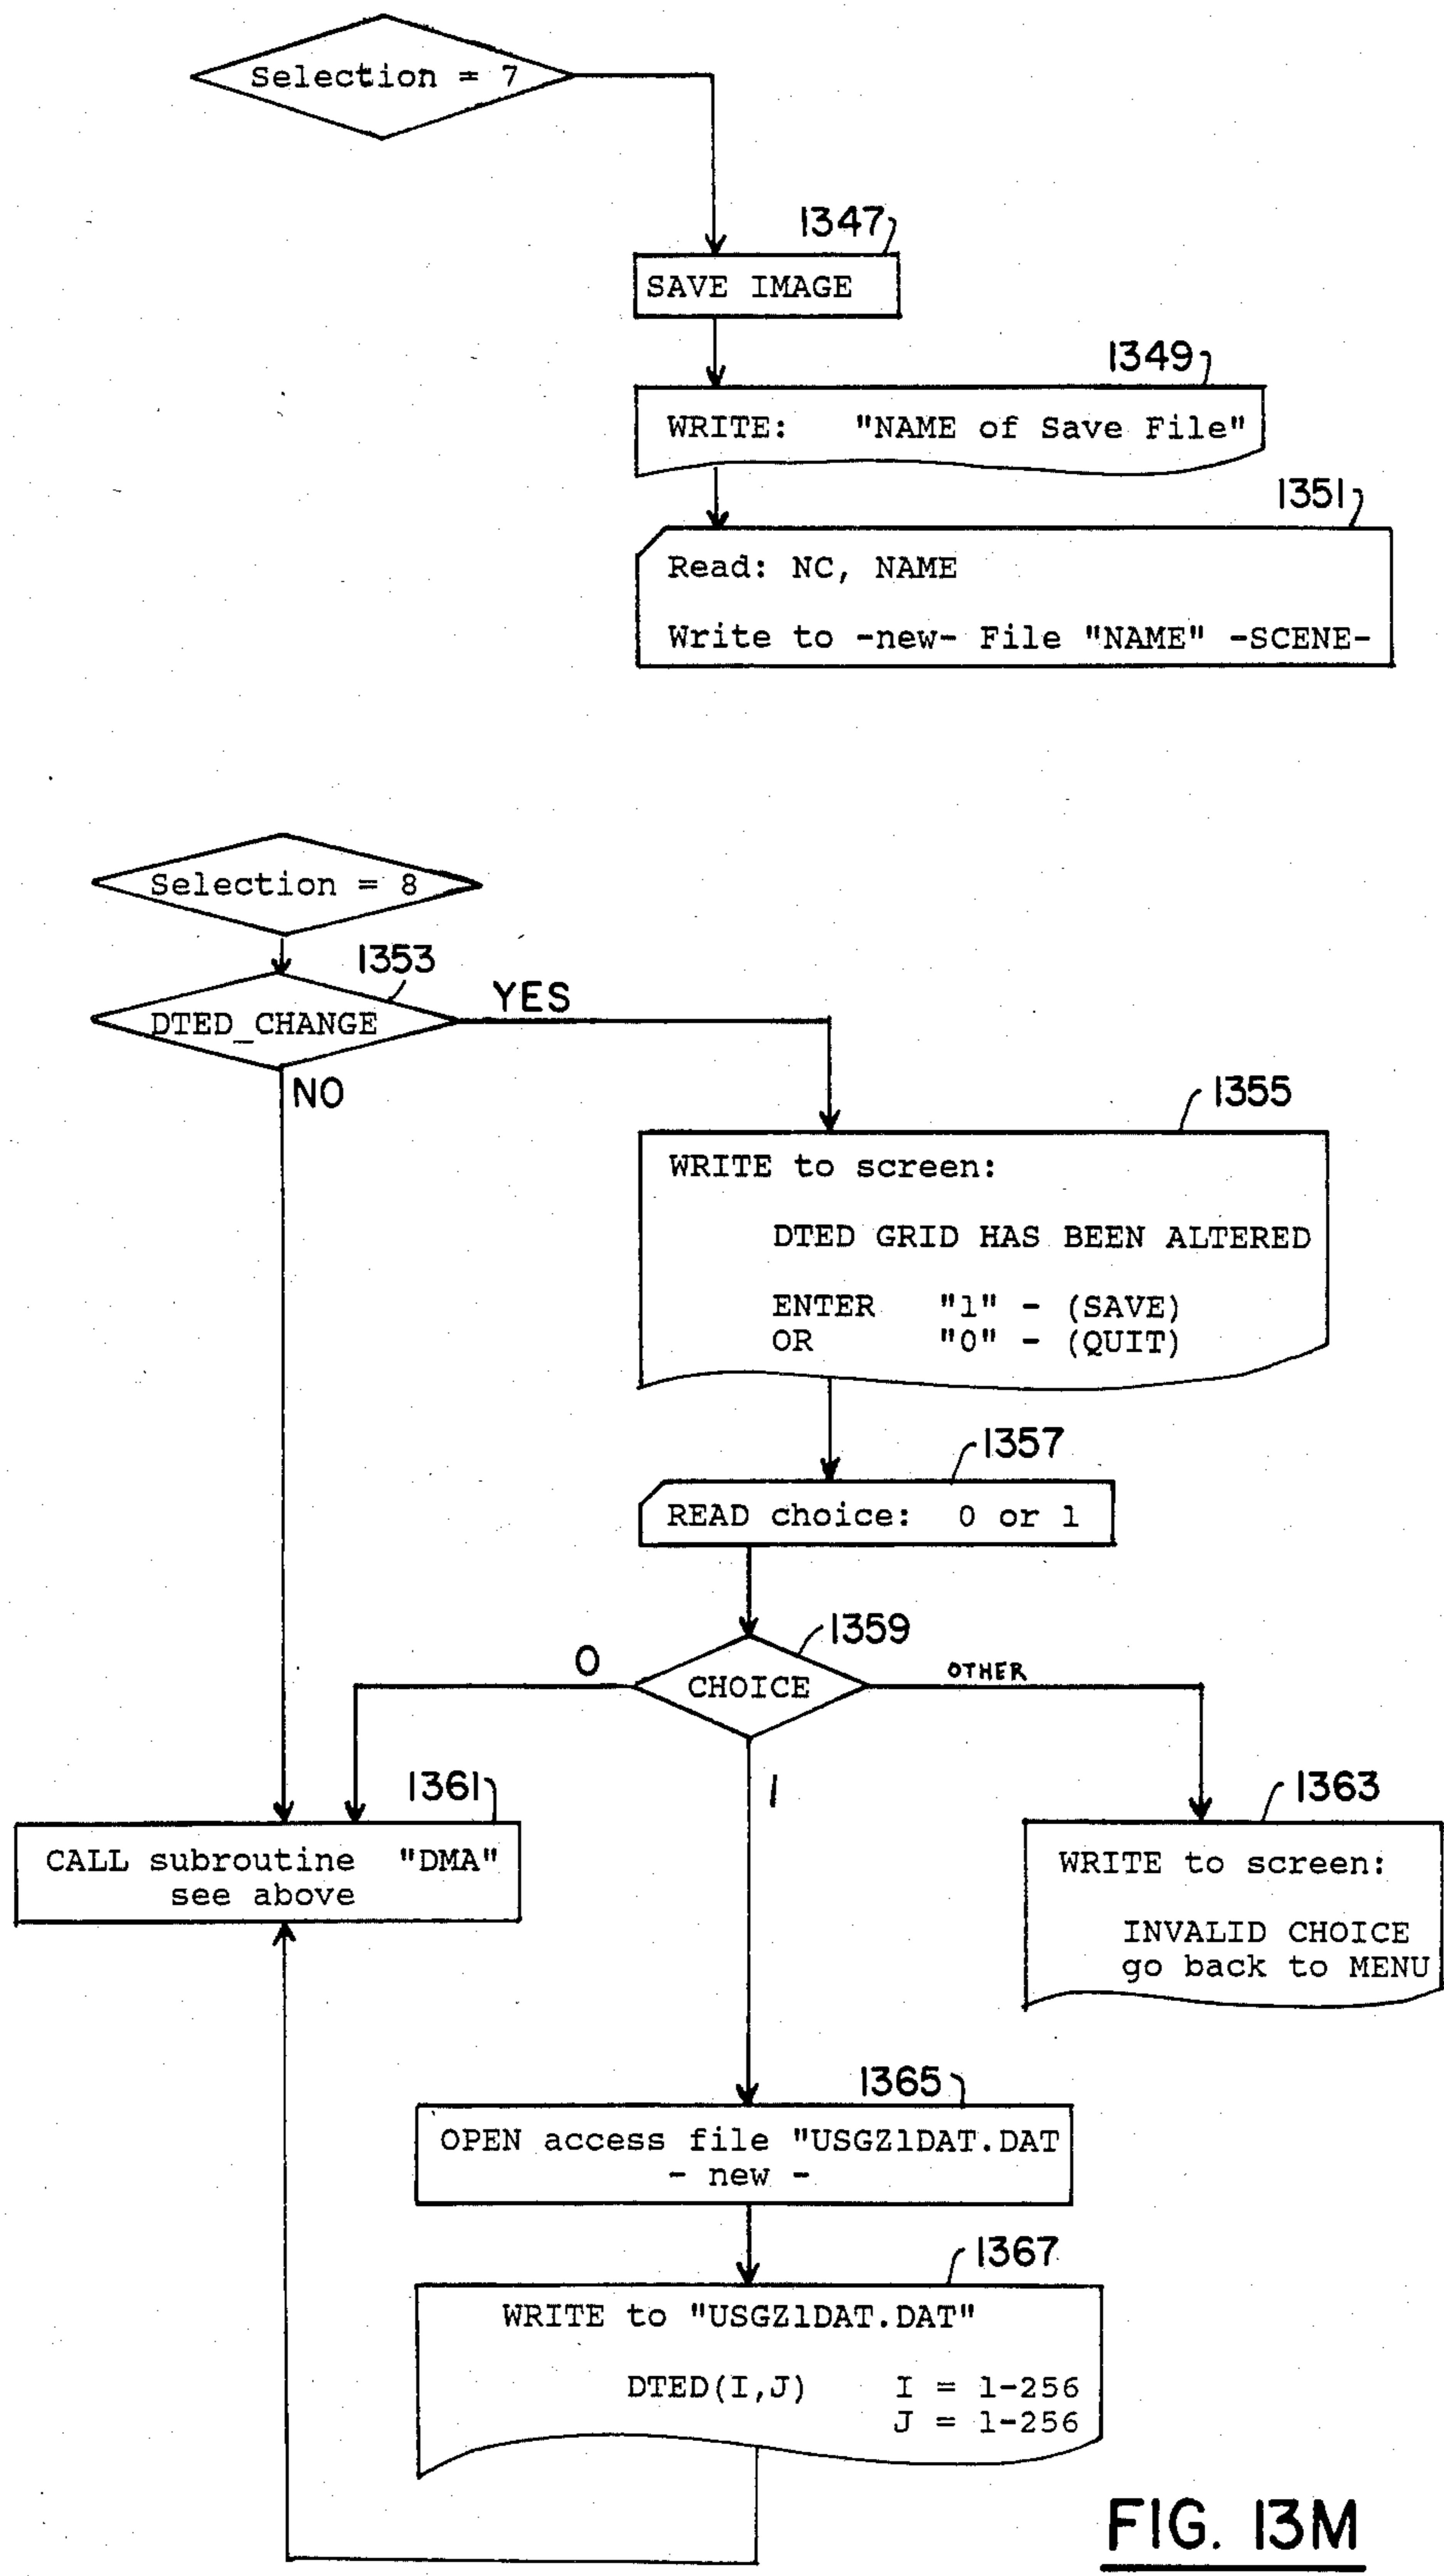 Selection = 7
1347
SAVE IMAGE
1349
WRITE: "NAME of Save File"
1351
Read: NC, NAME
Write to -new- File "NAME" -SCENE-
Selection = 8
1353
DTED_CHANGE
YES
NO
1355
WRITE to screen:
DTED GRID HAS BEEN ALTERED
ENTER "1" - (SAVE)
OR "0" - (QUIT)
1357
READ choice: 0 or 1
1359
0
CHOICE
OTHER
1
1361
CALL subroutine "DMA"
see above
1363
WRITE to screen:
INVALID CHOICE
go back to MENU
1365
OPEN access file "USGZ1DAT.DAT
- new -
1367
WRITE to "USGZ1DAT.DAT"
DTED(I,J) I = 1-256
J = 1-256
FIG. 13M